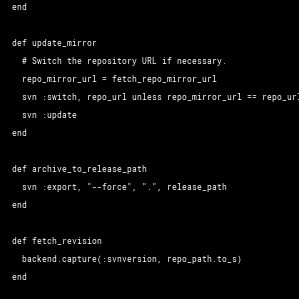 end
def update_mirror
# Switch the repository URL if necessary.
repo_mirror_url = fetch_repo_mirror_url
svn :switch, repo_url unless repo_mirror_url == repo_url
svn :update
end
def archive_to_release_path
svn :export, "--force", ".", release_path
end
def fetch_revision
backend.capture(:svnversion, repo_path.to_s)
end